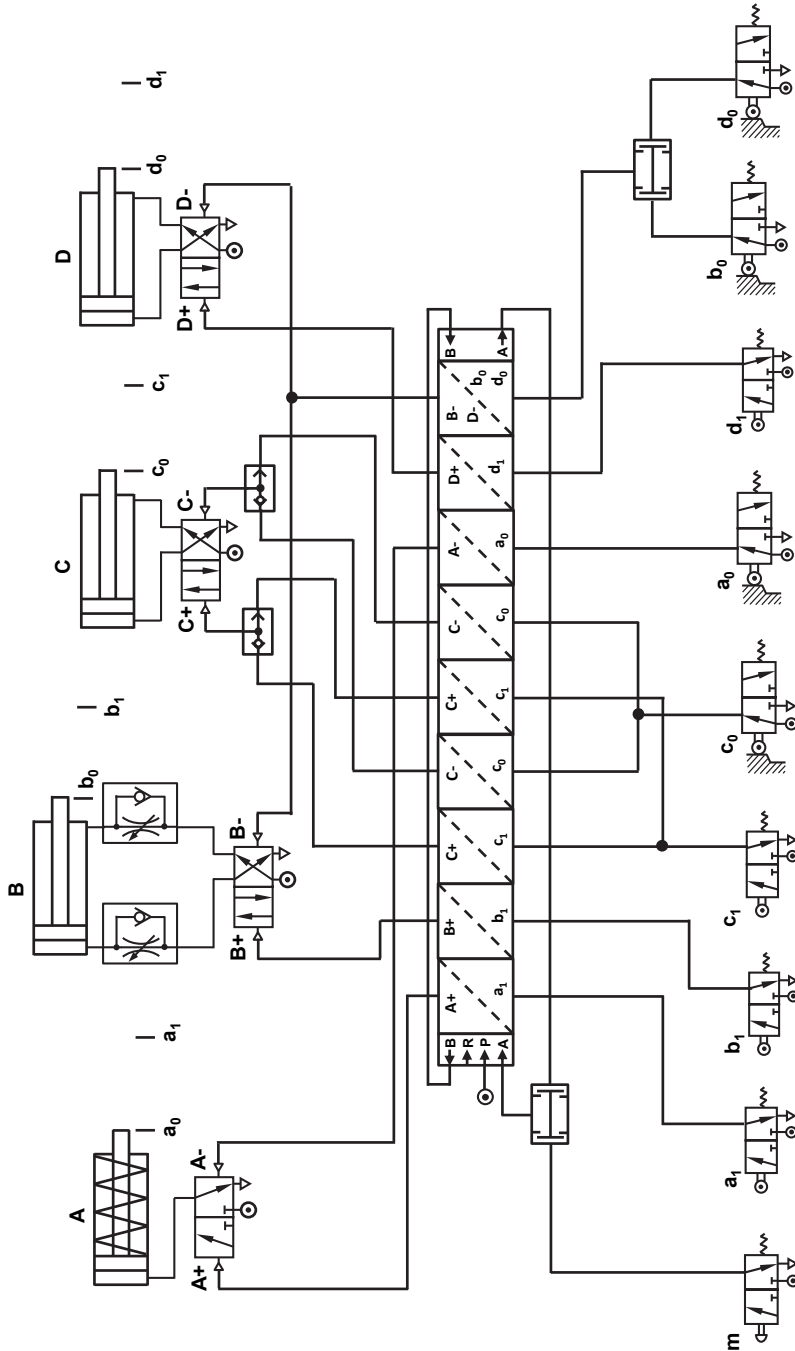 A
B
C
D
a₀
a₁
b₀
b₁
c₀
c₁
d₀
d₁
A+
A-
B+
B-
C+
C-
D+
D-
B
R
P
A
A+
a₁
B+
b₁
C+
c₁
C-
c₀
C+
c₁
C-
c₀
A-
a₀
D+
d₁
B-
D-
b₀
d₀
B
A
m
a₁
b₁
c₁
c₀
a₀
d₁
b₀
d₀